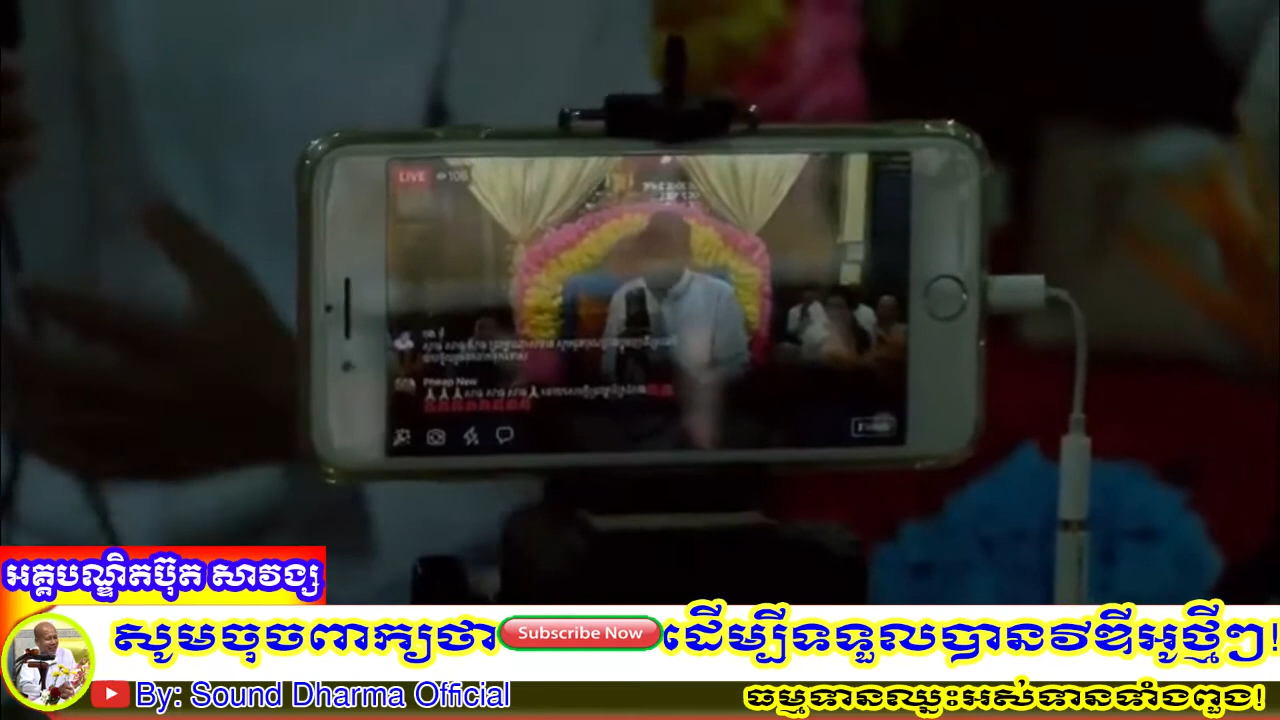 LIVE 106
Pheap New
អគ្គបណ្ឌិតប៊ុត សាវង្ស
សូមចុចពាក្យថា Subscribe Now ដើម្បីទទួលបានវីឌីអូថ្មីៗ!
By: Sound Dharma Official
ធម្មទានឈ្នះអស់ទានទាំងពួង!